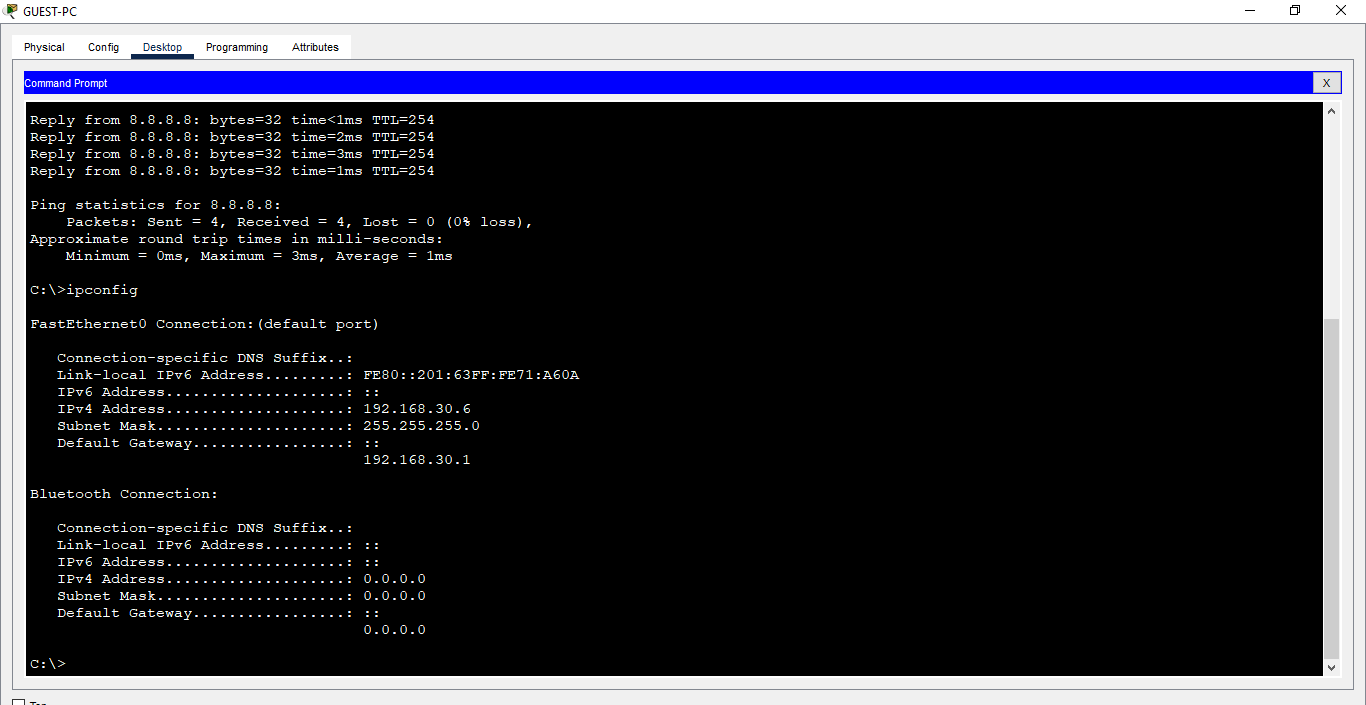 GUEST-PC
Physical Config Desktop Programming Attributes
Command Prompt X
Reply from 8.8.8.8: bytes=32 time<1ms TTL=254
Reply from 8.8.8.8: bytes=32 time=2ms TTL=254
Reply from 8.8.8.8: bytes=32 time=3ms TTL=254
Reply from 8.8.8.8: bytes=32 time=1ms TTL=254
Ping statistics for 8.8.8.8:
Packets: Sent = 4, Received = 4, Lost = 0 (0% loss),
Approximate round trip times in milli-seconds:
Minimum = 0ms, Maximum = 3ms, Average = 1ms
C:\>ipconfig
FastEthernet0 Connection:(default port)
Connection-specific DNS Suffix..:
Link-local IPv6 Address.........: FE80::201:63FF:FE71:A60A
IPv6 Address....................: ::
IPv4 Address....................: 192.168.30.6
Subnet Mask.....................: 255.255.255.0
Default Gateway.................: ::
192.168.30.1
Bluetooth Connection:
Connection-specific DNS Suffix..:
Link-local IPv6 Address.........: ::
IPv6 Address....................: ::
IPv4 Address....................: 0.0.0.0
Subnet Mask.....................: 0.0.0.0
Default Gateway.................: ::
0.0.0.0
C:\>